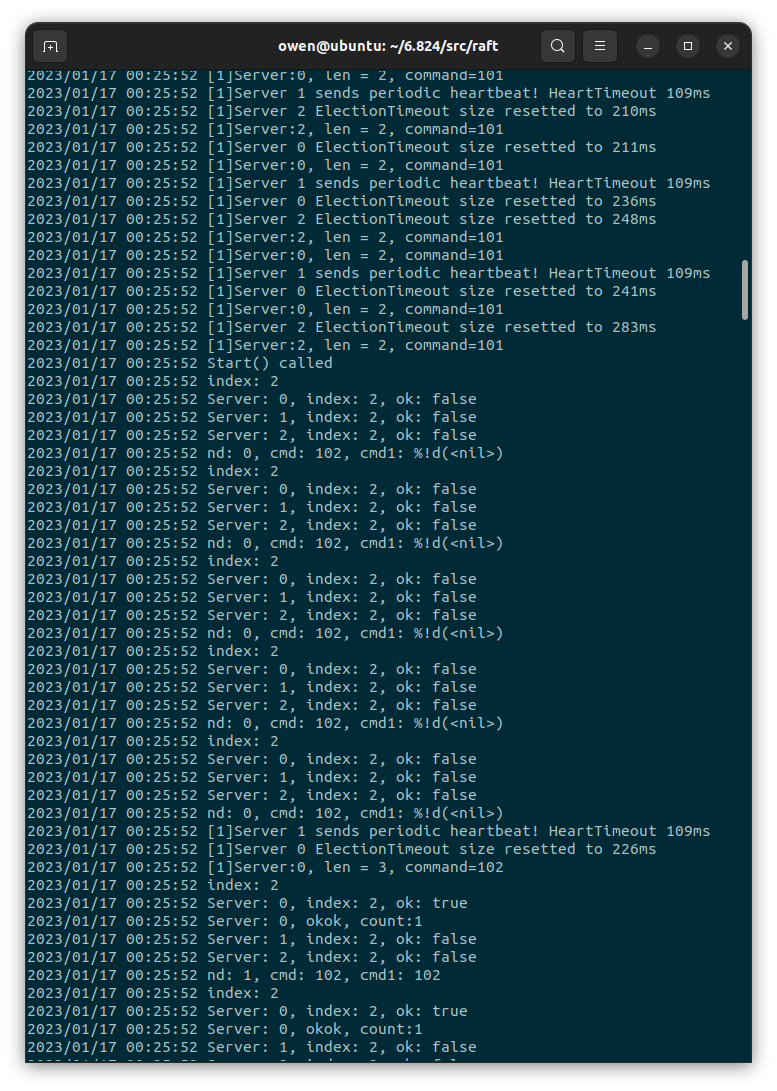 owen@ubuntu: ~/6.824/src/raft
2023/01/17 00:25:52 [1]Server:0, len = 2, command=101
2023/01/17 00:25:52 [1]Server 1 sends periodic heartbeat! HeartTimeout 109ms
2023/01/17 00:25:52 [1]Server 2 ElectionTimeout size resetted to 210ms
2023/01/17 00:25:52 [1]Server:2, len = 2, command=101
2023/01/17 00:25:52 [1]Server 0 ElectionTimeout size resetted to 211ms
2023/01/17 00:25:52 [1]Server:0, len = 2, command=101
2023/01/17 00:25:52 [1]Server 1 sends periodic heartbeat! HeartTimeout 109ms
2023/01/17 00:25:52 [1]Server 0 ElectionTimeout size resetted to 236ms
2023/01/17 00:25:52 [1]Server 2 ElectionTimeout size resetted to 248ms
2023/01/17 00:25:52 [1]Server:2, len = 2, command=101
2023/01/17 00:25:52 [1]Server:0, len = 2, command=101
2023/01/17 00:25:52 [1]Server 1 sends periodic heartbeat! HeartTimeout 109ms
2023/01/17 00:25:52 [1]Server 0 ElectionTimeout size resetted to 241ms
2023/01/17 00:25:52 [1]Server:0, len = 2, command=101
2023/01/17 00:25:52 [1]Server 2 ElectionTimeout size resetted to 283ms
2023/01/17 00:25:52 [1]Server:2, len = 2, command=101
2023/01/17 00:25:52 Start() called
2023/01/17 00:25:52 index: 2
2023/01/17 00:25:52 Server: 0, index: 2, ok: false
2023/01/17 00:25:52 Server: 1, index: 2, ok: false
2023/01/17 00:25:52 Server: 2, index: 2, ok: false
2023/01/17 00:25:52 nd: 0, cmd: 102, cmd1: %!d(<nil>)
2023/01/17 00:25:52 index: 2
2023/01/17 00:25:52 Server: 0, index: 2, ok: false
2023/01/17 00:25:52 Server: 1, index: 2, ok: false
2023/01/17 00:25:52 Server: 2, index: 2, ok: false
2023/01/17 00:25:52 nd: 0, cmd: 102, cmd1: %!d(<nil>)
2023/01/17 00:25:52 index: 2
2023/01/17 00:25:52 Server: 0, index: 2, ok: false
2023/01/17 00:25:52 Server: 1, index: 2, ok: false
2023/01/17 00:25:52 Server: 2, index: 2, ok: false
2023/01/17 00:25:52 nd: 0, cmd: 102, cmd1: %!d(<nil>)
2023/01/17 00:25:52 index: 2
2023/01/17 00:25:52 Server: 0, index: 2, ok: false
2023/01/17 00:25:52 Server: 1, index: 2, ok: false
2023/01/17 00:25:52 Server: 2, index: 2, ok: false
2023/01/17 00:25:52 nd: 0, cmd: 102, cmd1: %!d(<nil>)
2023/01/17 00:25:52 index: 2
2023/01/17 00:25:52 Server: 0, index: 2, ok: false
2023/01/17 00:25:52 Server: 1, index: 2, ok: false
2023/01/17 00:25:52 Server: 2, index: 2, ok: false
2023/01/17 00:25:52 nd: 0, cmd: 102, cmd1: %!d(<nil>)
2023/01/17 00:25:52 [1]Server 1 sends periodic heartbeat! HeartTimeout 109ms
2023/01/17 00:25:52 [1]Server 0 ElectionTimeout size resetted to 226ms
2023/01/17 00:25:52 [1]Server:0, len = 3, command=102
2023/01/17 00:25:52 index: 2
2023/01/17 00:25:52 Server: 0, index: 2, ok: true
2023/01/17 00:25:52 Server: 0, okok, count:1
2023/01/17 00:25:52 Server: 1, index: 2, ok: false
2023/01/17 00:25:52 Server: 2, index: 2, ok: false
2023/01/17 00:25:52 nd: 1, cmd: 102, cmd1: 102
2023/01/17 00:25:52 index: 2
2023/01/17 00:25:52 Server: 0, index: 2, ok: true
2023/01/17 00:25:52 Server: 0, okok, count:1
2023/01/17 00:25:52 Server: 1, index: 2, ok: false